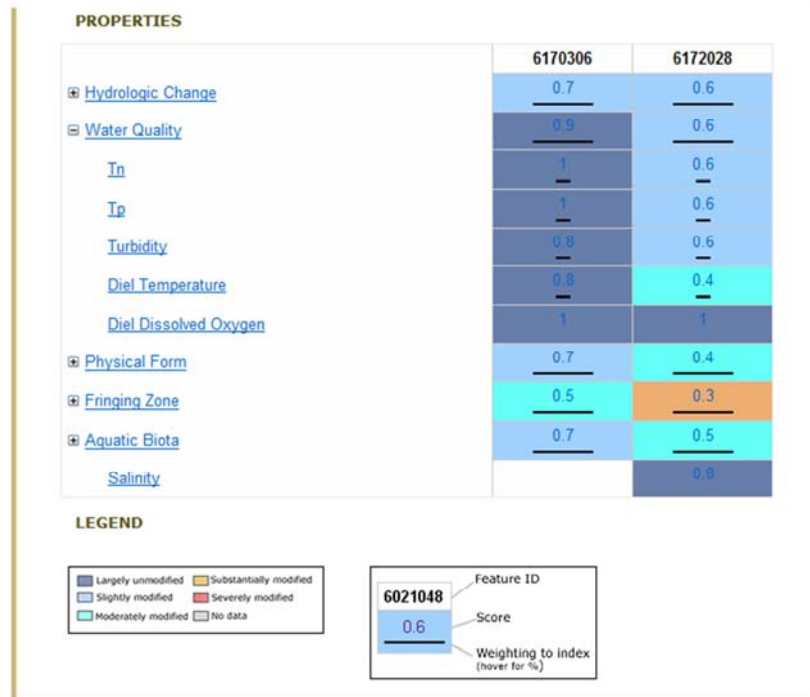 PROPERTIES
6170306 6172028
Hydrologic Change 0.7 0.6
Water Quality 0.9 0.6
Tn 1 0.6
Tp 1 0.6
Turbidity 0.8 0.6
Diel Temperature 0.8 0.4
Diel Dissolved Oxygen 1 1
Physical Form 0.7 0.4
Fringing Zone 0.5 0.3
Aquatic Biota 0.7 0.5
Salinity 0.8
LEGEND
Largely unmodified Substantially modified
Slightly modified Severely modified
Moderately modified No data
Feature ID
6021048
Score
0.6
Weighting to index
(hover for %)